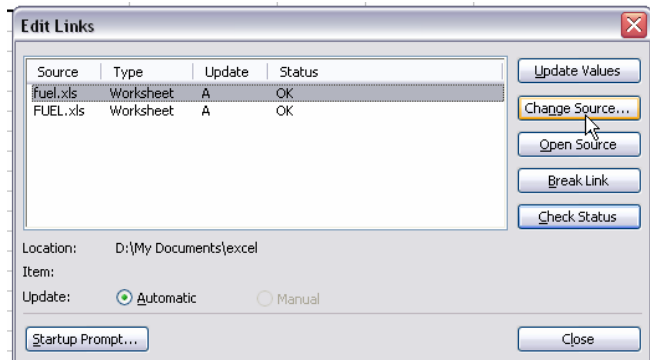 Edit Links
Source Type Update Status
fuel.xls Worksheet A OK
FUEL.xls Worksheet A OK
Update Values
Change Source...
Open Source
Break Link
Check Status
Location: D:\My Documents\excel
Item:
Update: Automatic Manual
Startup Prompt... Close